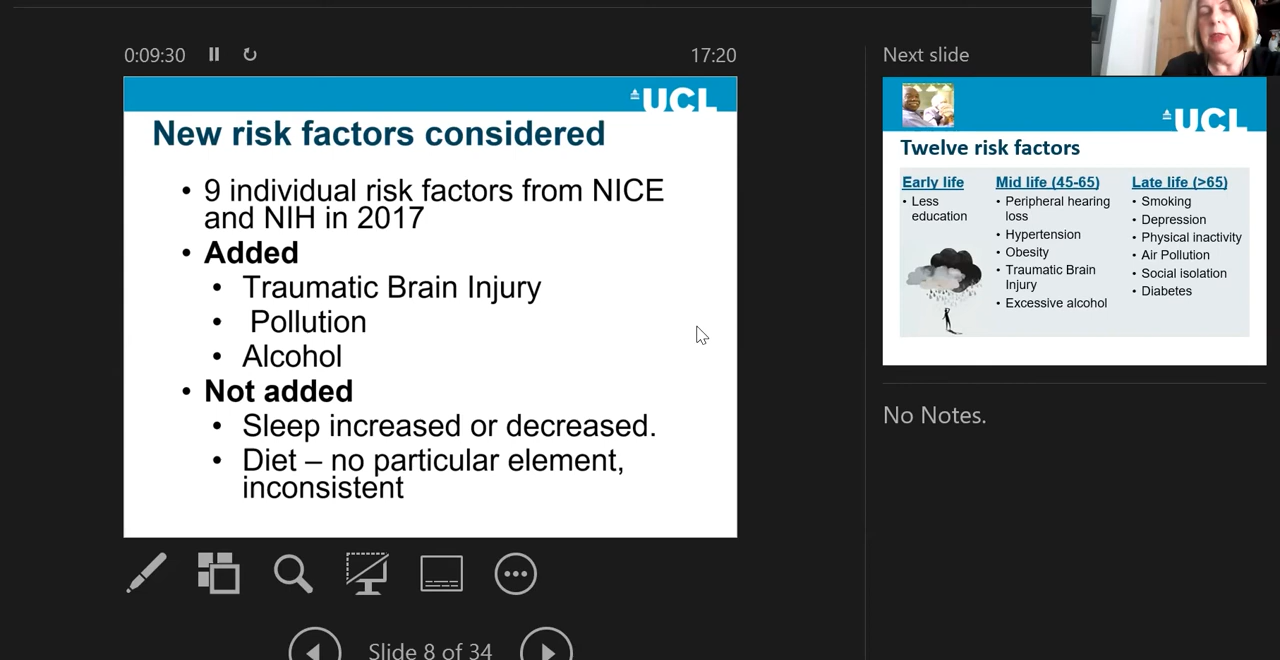 0:09:30
17:20
UCL
New risk factors considered
• 9 individual risk factors from NICE
and NIH in 2017
• Added
• Traumatic Brain Injury
• Pollution
• Alcohol
• Not added
• Sleep increased or decreased.
• Diet – no particular element,
inconsistent
Slide 8 of 34
Next slide
UCL
Twelve risk factors
Early life
• Less
education
Mid life (45-65)
• Peripheral hearing
loss
• Hypertension
• Obesity
• Traumatic Brain
Injury
• Excessive alcohol
Late life (>65)
• Smoking
• Depression
• Physical inactivity
• Air Pollution
• Social isolation
• Diabetes
No Notes.